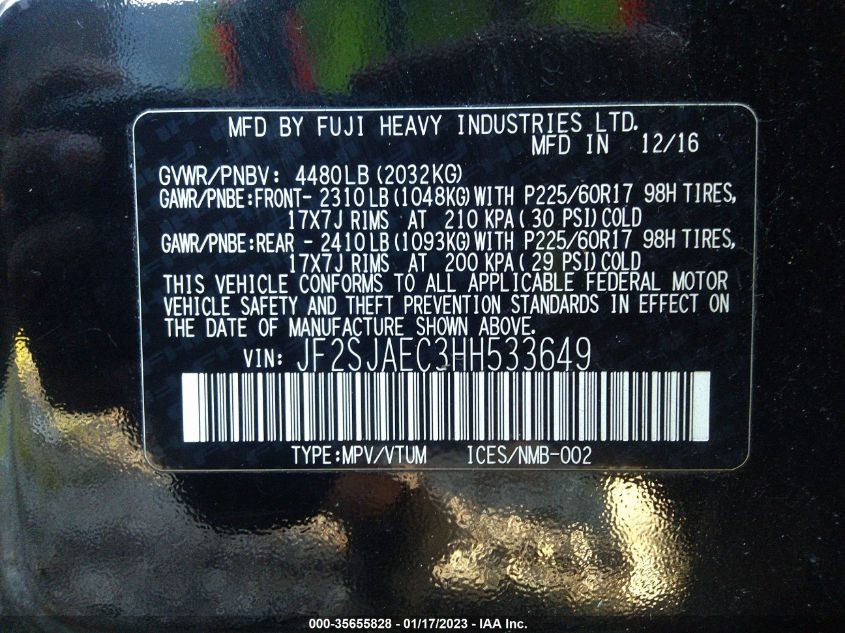 MFD BY FUJI HEAVY INDUSTRIES LTD.
MFD IN 12/16
GVWR/PNBV: 4480LB(2032KG)
GAWR/PNBE:FRONT- 2310LB(1048KG)WITH P225/60R17 98H TIRES,
17X7J RIMS AT 210 KPA(30 PSI)COLD
GAWR/PNBE:REAR - 2410LB(1093KG)WITH P225/60R17 98H TIRES,
17X7J RIMS AT 200 KPA(29 PSI)COLD
THIS VEHICLE CONFORMS TO ALL APPLICABLE FEDERAL MOTOR
VEHICLE SAFETY AND THEFT PREVENTION STANDARDS IN EFFECT ON
THE DATE OF MANUFACTURE SHOWN ABOVE.
VIN: JF2SJAEC3HH533649
TYPE:MPV/VTUM ICES/NMB-002
000-35655828 - 01/17/2023 - IAA Inc.